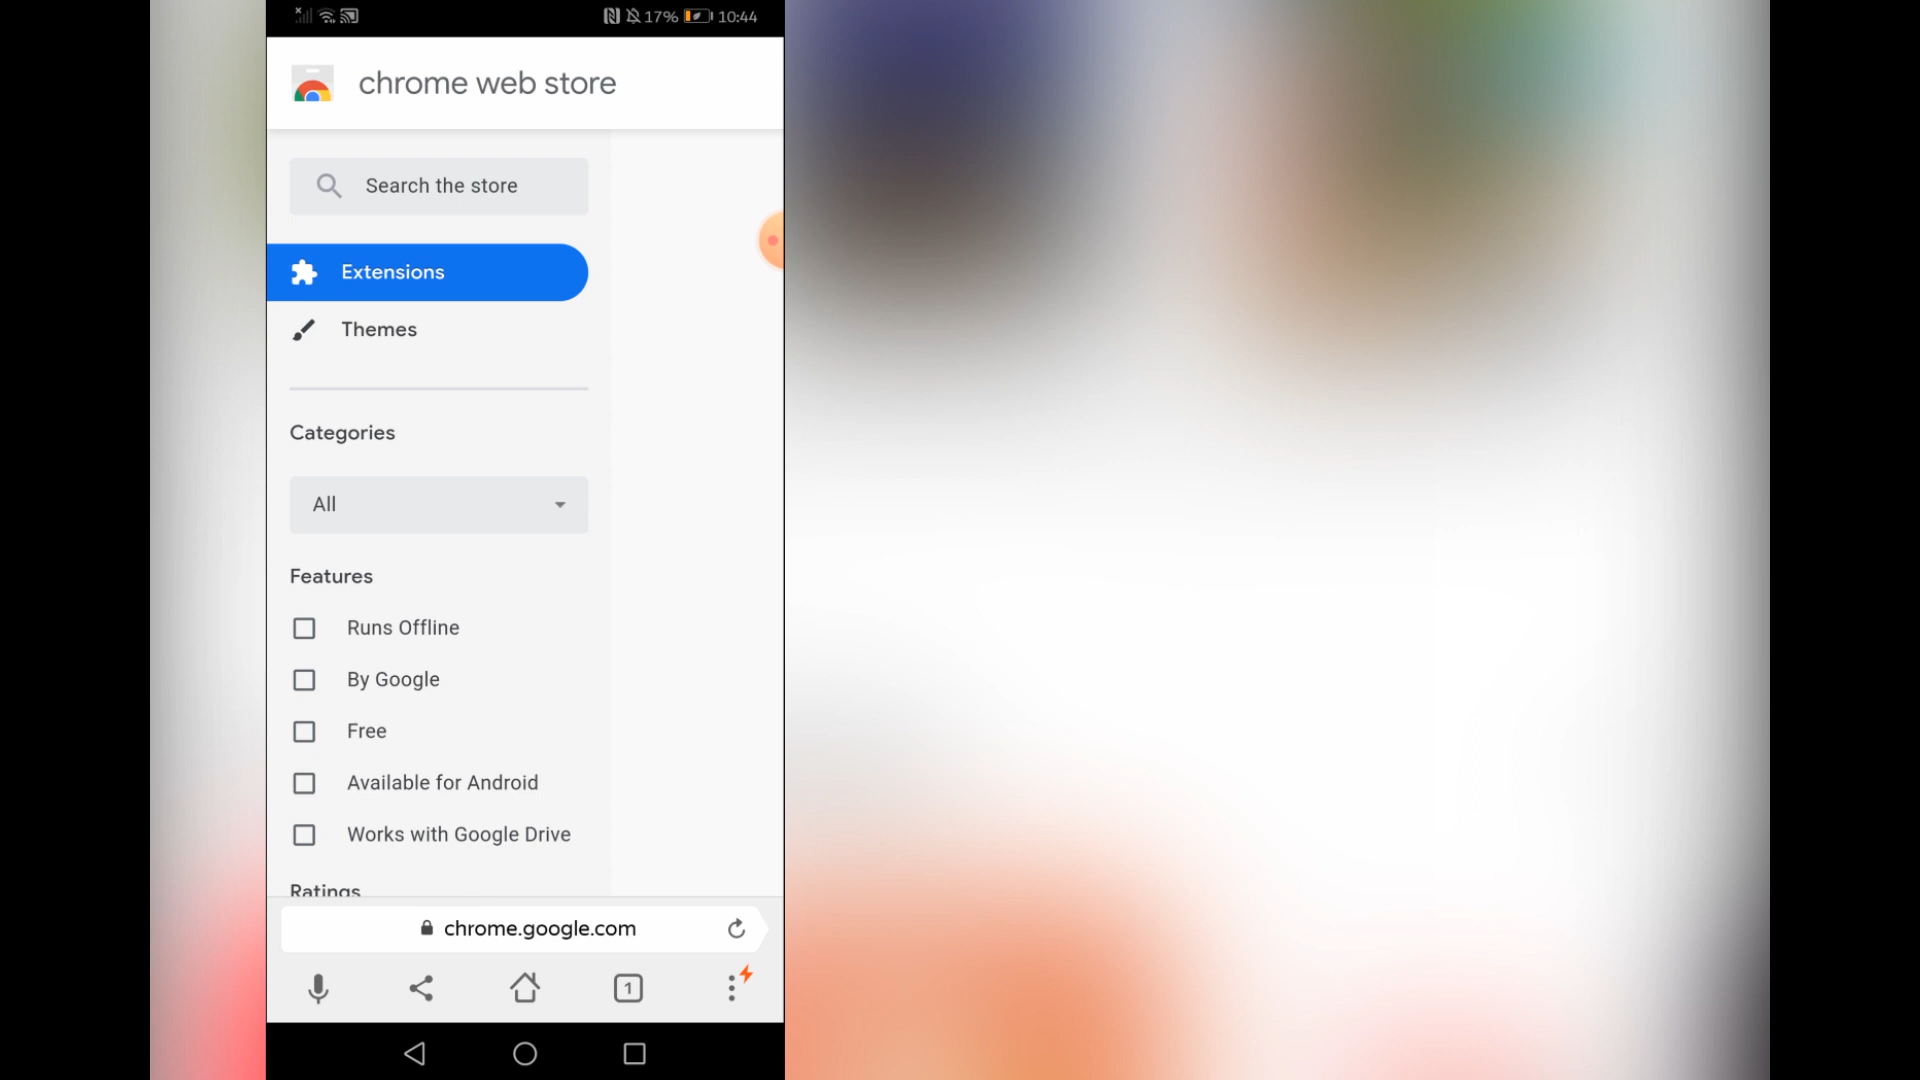 17% 10:44
chrome web store
Search the store
Extensions
Themes
Categories
All
Features
Runs Offline
By Google
Free
Available for Android
Works with Google Drive
Ratings
chrome.google.com
1